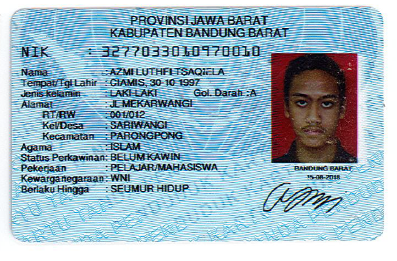 PROVINSI JAWA BARAT
KABUPATEN BANDUNG BARAT
NIK : 3277033010970010
Nama : AZMI LUTHFI TSAQIELA
Tempat/Tgl Lahir : CIAMIS, 30-10-1997
Jenis kelamin : LAKI-LAKI Gol. Darah : A
Alamat : JL MEKARWANGI
RT/RW : 001/012
Kel/Desa : SARIWANGI
Kecamatan : PARONGPONG
Agama : ISLAM
Status Perkawinan: BELUM KAWIN
Pekerjaan : PELAJAR/MAHASISWA
Kewarganegaraan: WNI
Berlaku Hingga : SEUMUR HIDUP
BANDUNG BARAT
15-08-2018